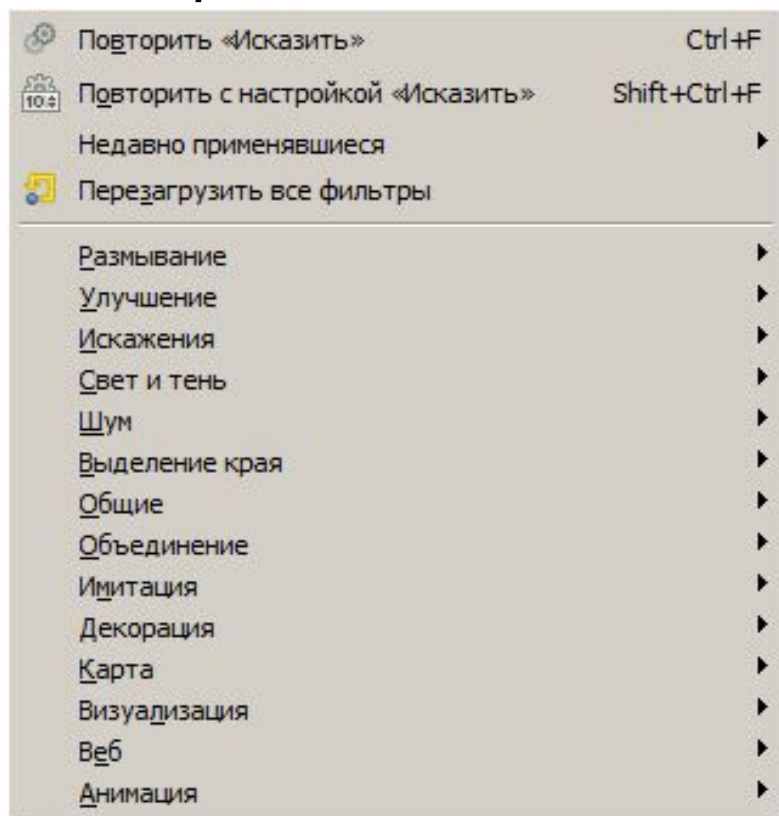 Повторить «Исказить» Ctrl+F
Повторить с настройкой «Исказить» Shift+Ctrl+F
Недавно применявшиеся
Перезагрузить все фильтры
Размывание
Улучшение
Искажения
Свет и тень
Шум
Выделение края
Общие
Объединение
Имитация
Декорация
Карта
Визуализация
Веб
Анимация